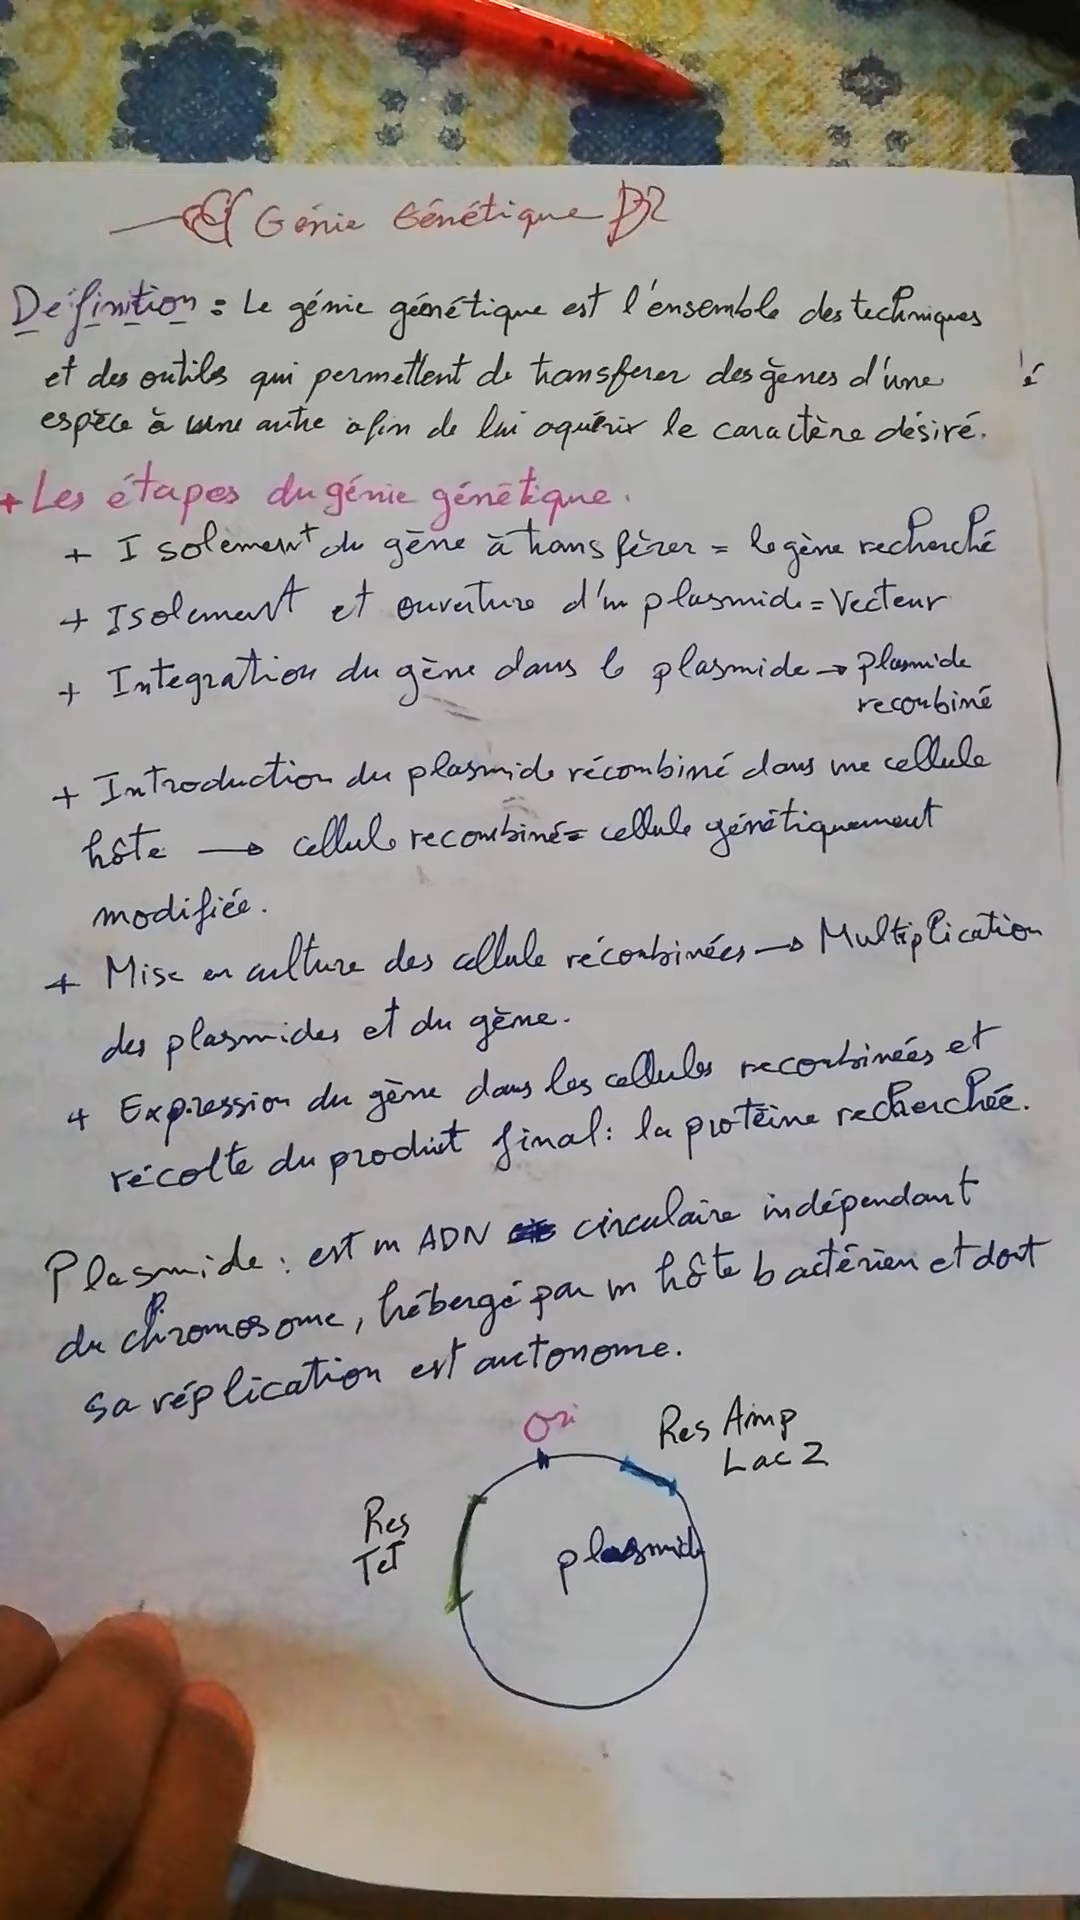 Génie Génétique
Définition : Le génie génétique est l'ensemble des techniques
et des outils qui permettent de transferer des gènes d'une
espèce à une autre afin de lui aquérir le caractère désiré.
+ Les étapes du génie génétique.
+ Isolement du gène à transférer = le gène recherché
+ Isolement et ouverture d'un plasmide = Vecteur
+ Integration du gène dans le plasmide → plasmide
recombiné
+ Introduction du plasmide récombiné dans une cellule
hôte → cellule recombiné = cellule génétiquement
modifiée.
+ Mise en culture des cellule récombinées → Multiplication
des plasmides et du gène.
+ Expression du gène dans les cellules recombinées et
récolte du produit final : la protéine recherchée.
Plasmide : est un ADN circulaire indépendant
du chromosome, hébergé par un hôte bactérien et dont
sa réplication est autonome.
Ori
Res Amp
Lac Z
Res
Tet
plasmide